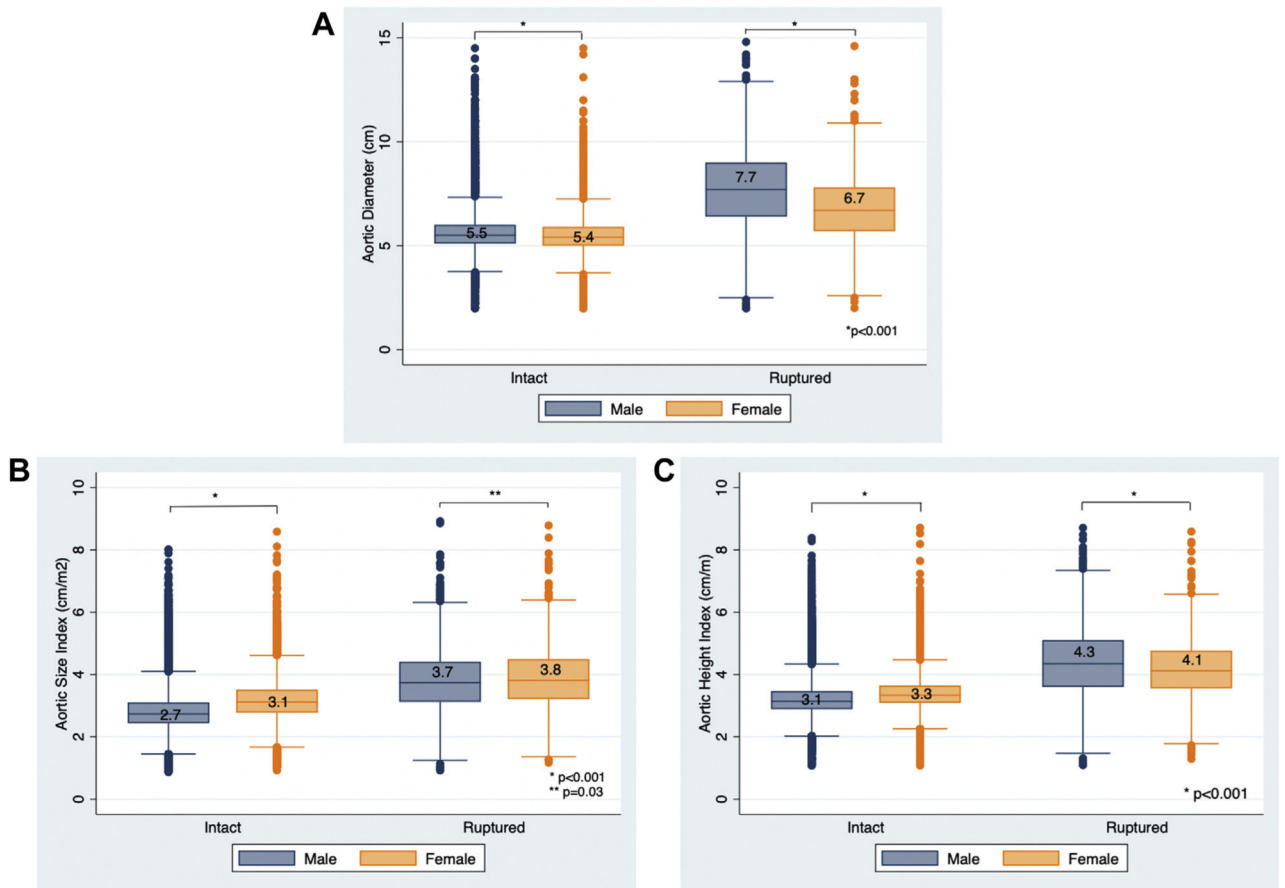 A
* *
15
10
5
0
Aortic Diameter (cm)
5.5 5.4 7.7 6.7
*p<0.001
Intact Ruptured
Male Female
B
* **
10
8
6
4
2
0
Aortic Size Index (cm/m2)
2.7 3.1 3.7 3.8
* p<0.001
** p=0.03
Intact Ruptured
Male Female
C
* *
10
8
6
4
2
0
Aortic Height Index (cm/m)
3.1 3.3 4.3 4.1
* p<0.001
Intact Ruptured
Male Female